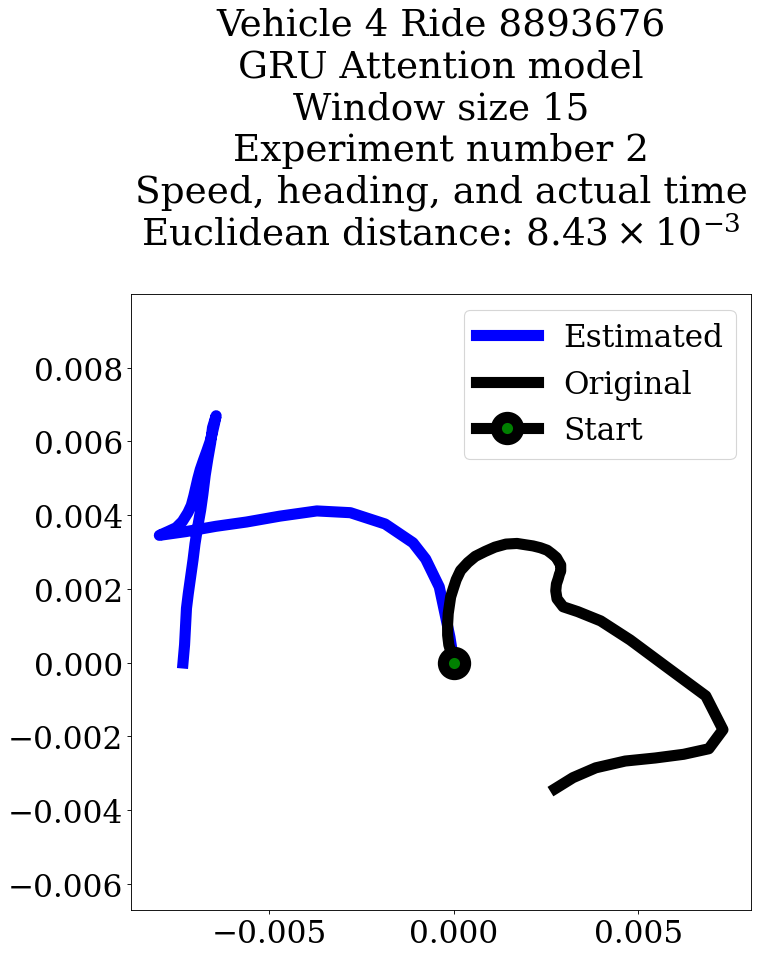 Vehicle 4 Ride 8893676
GRU Attention model
Window size 15
Experiment number 2
Speed, heading, and actual time
Euclidean distance: 8.43 × 10⁻³
Estimated
Original
Start
0.008
0.006
0.004
0.002
0.000
−0.002
−0.004
−0.006
−0.005 0.000 0.005